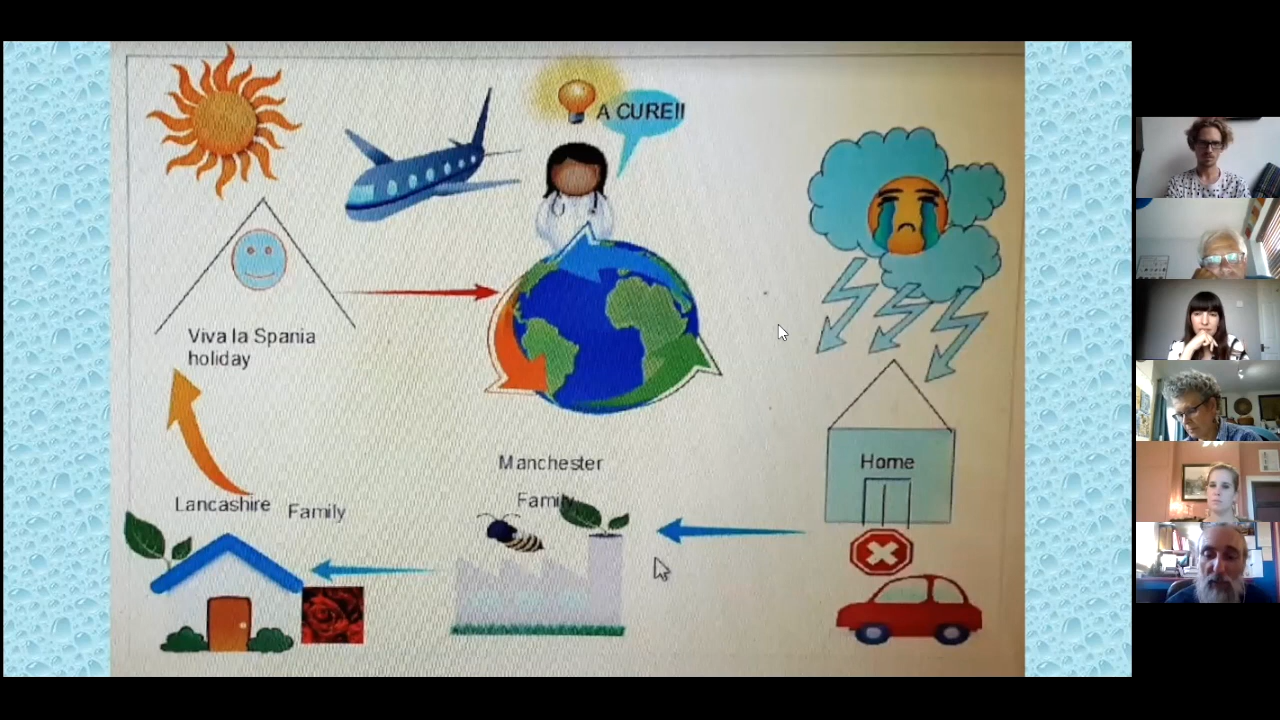 A CURE!!
Viva la Spania
holiday
Manchester
Family
Home
Lancashire
Family